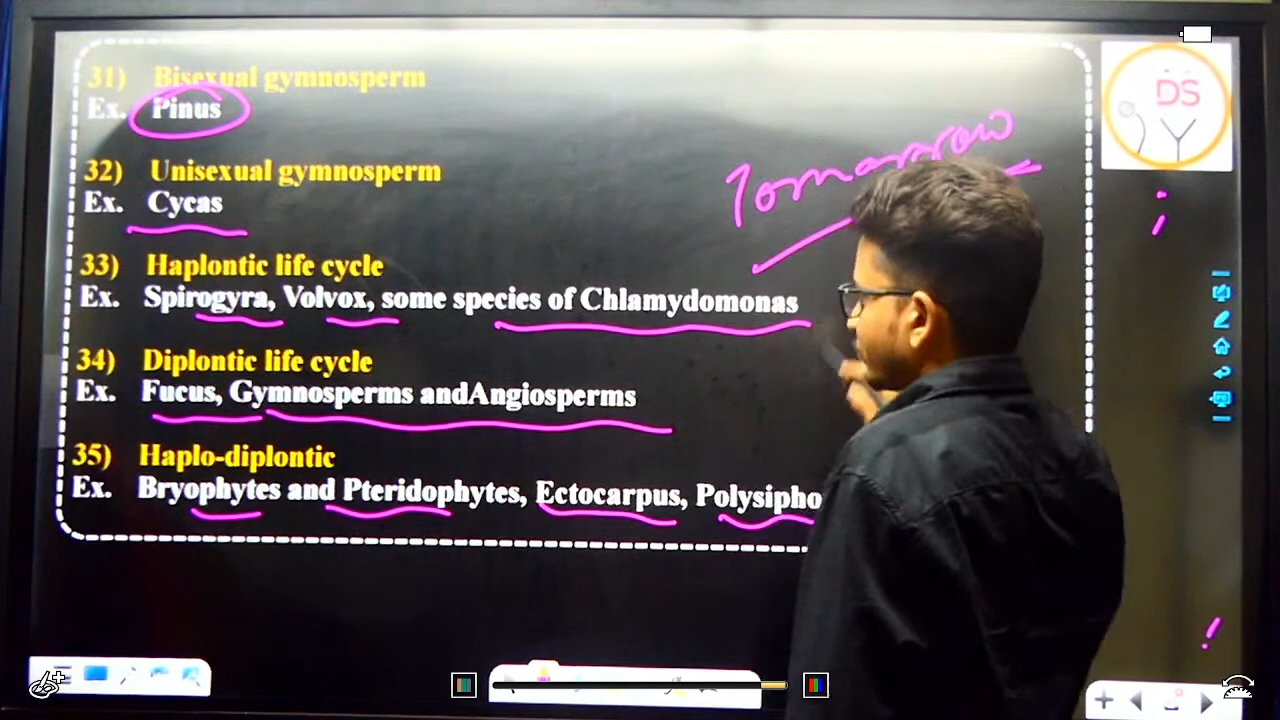 31) Bisexual gymnosperm
Ex. Pinus
32) Unisexual gymnosperm
Ex. Cycas
33) Haplontic life cycle
Ex. Spirogyra, Volvox, some species of Chlamydomonas
34) Diplontic life cycle
Ex. Fucus, Gymnosperms andAngiosperms
35) Haplo-diplontic
Ex. Bryophytes and Pteridophytes, Ectocarpus, Polysipho
Tomorrow
DS